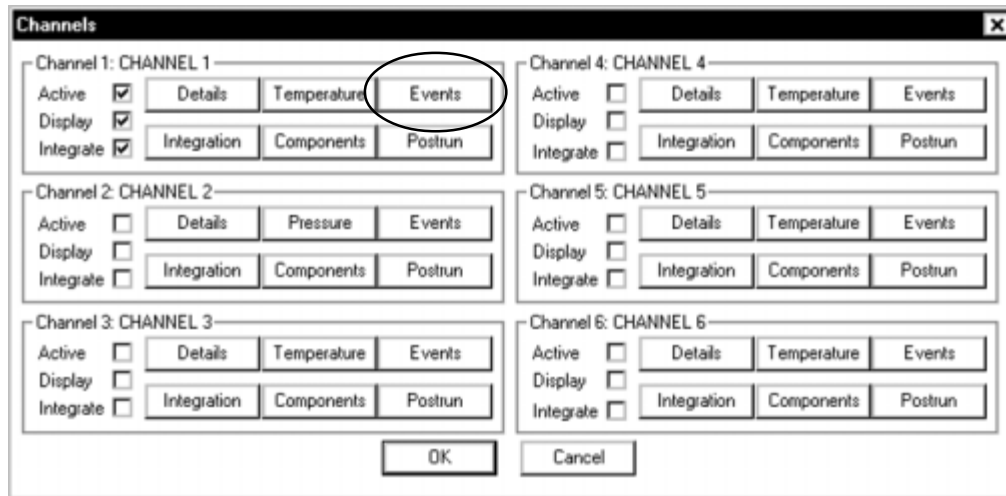 Channels
Channel 1: CHANNEL 1
Active Details Temperature Events
Display
Integrate Integration Components Postrun
Channel 2: CHANNEL 2
Active Details Pressure Events
Display
Integrate Integration Components Postrun
Channel 3: CHANNEL 3
Active Details Temperature Events
Display
Integrate Integration Components Postrun
Channel 4: CHANNEL 4
Active Details Temperature Events
Display
Integrate Integration Components Postrun
Channel 5: CHANNEL 5
Active Details Temperature Events
Display
Integrate Integration Components Postrun
Channel 6: CHANNEL 6
Active Details Temperature Events
Display
Integrate Integration Components Postrun
OK Cancel